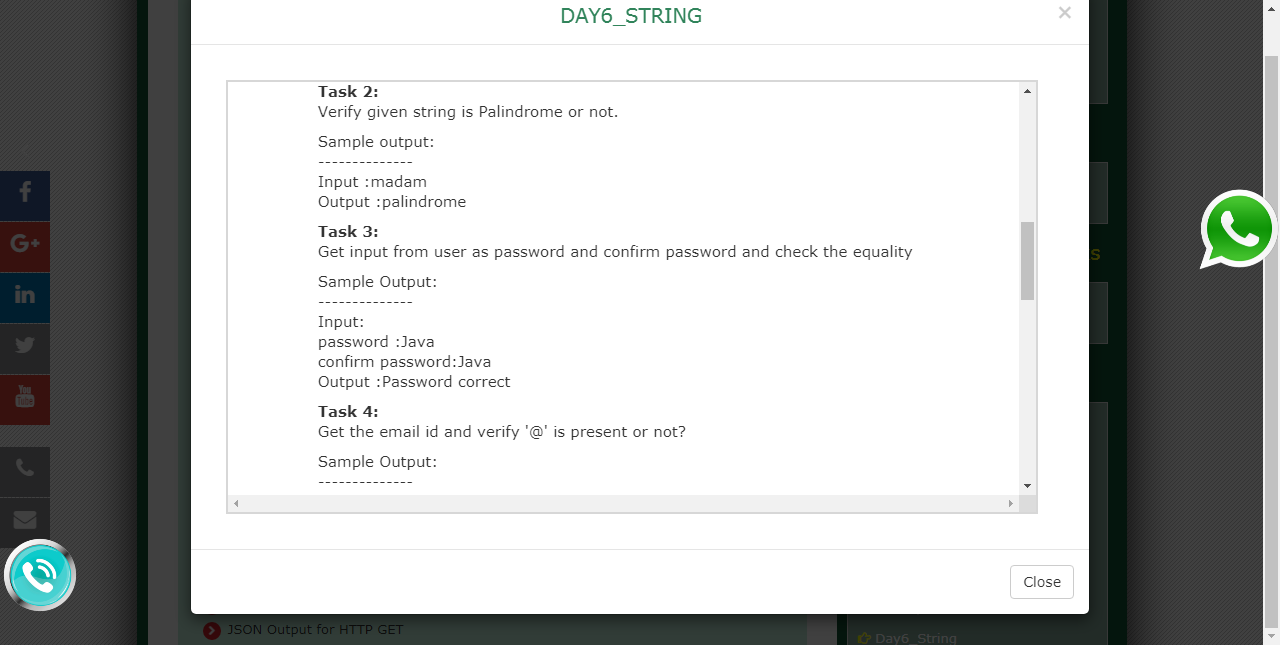 DAY6_STRING
×
Task 2:
Verify given string is Palindrome or not.
Sample output:
--------------
Input :madam
Output :palindrome
Task 3:
Get input from user as password and confirm password and check the equality
Sample Output:
--------------
Input:
password :Java
confirm password:Java
Output :Password correct
Task 4:
Get the email id and verify '@' is present or not?
Sample Output:
--------------
Close
JSON Output for HTTP GET
Day6_String
f
G+
in
You
Tube
s